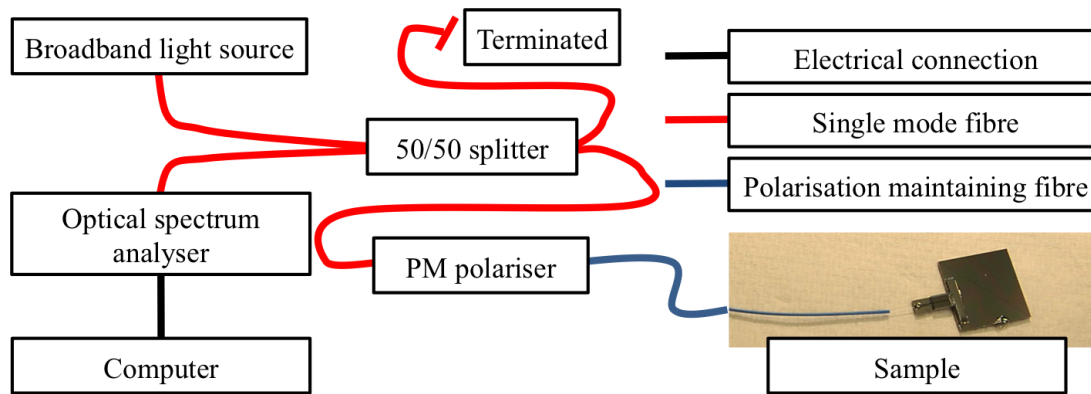 Broadband light source
Terminated
Electrical connection
50/50 splitter
Single mode fibre
Polarisation maintaining fibre
Optical spectrum
analyser
PM polariser
Computer
Sample